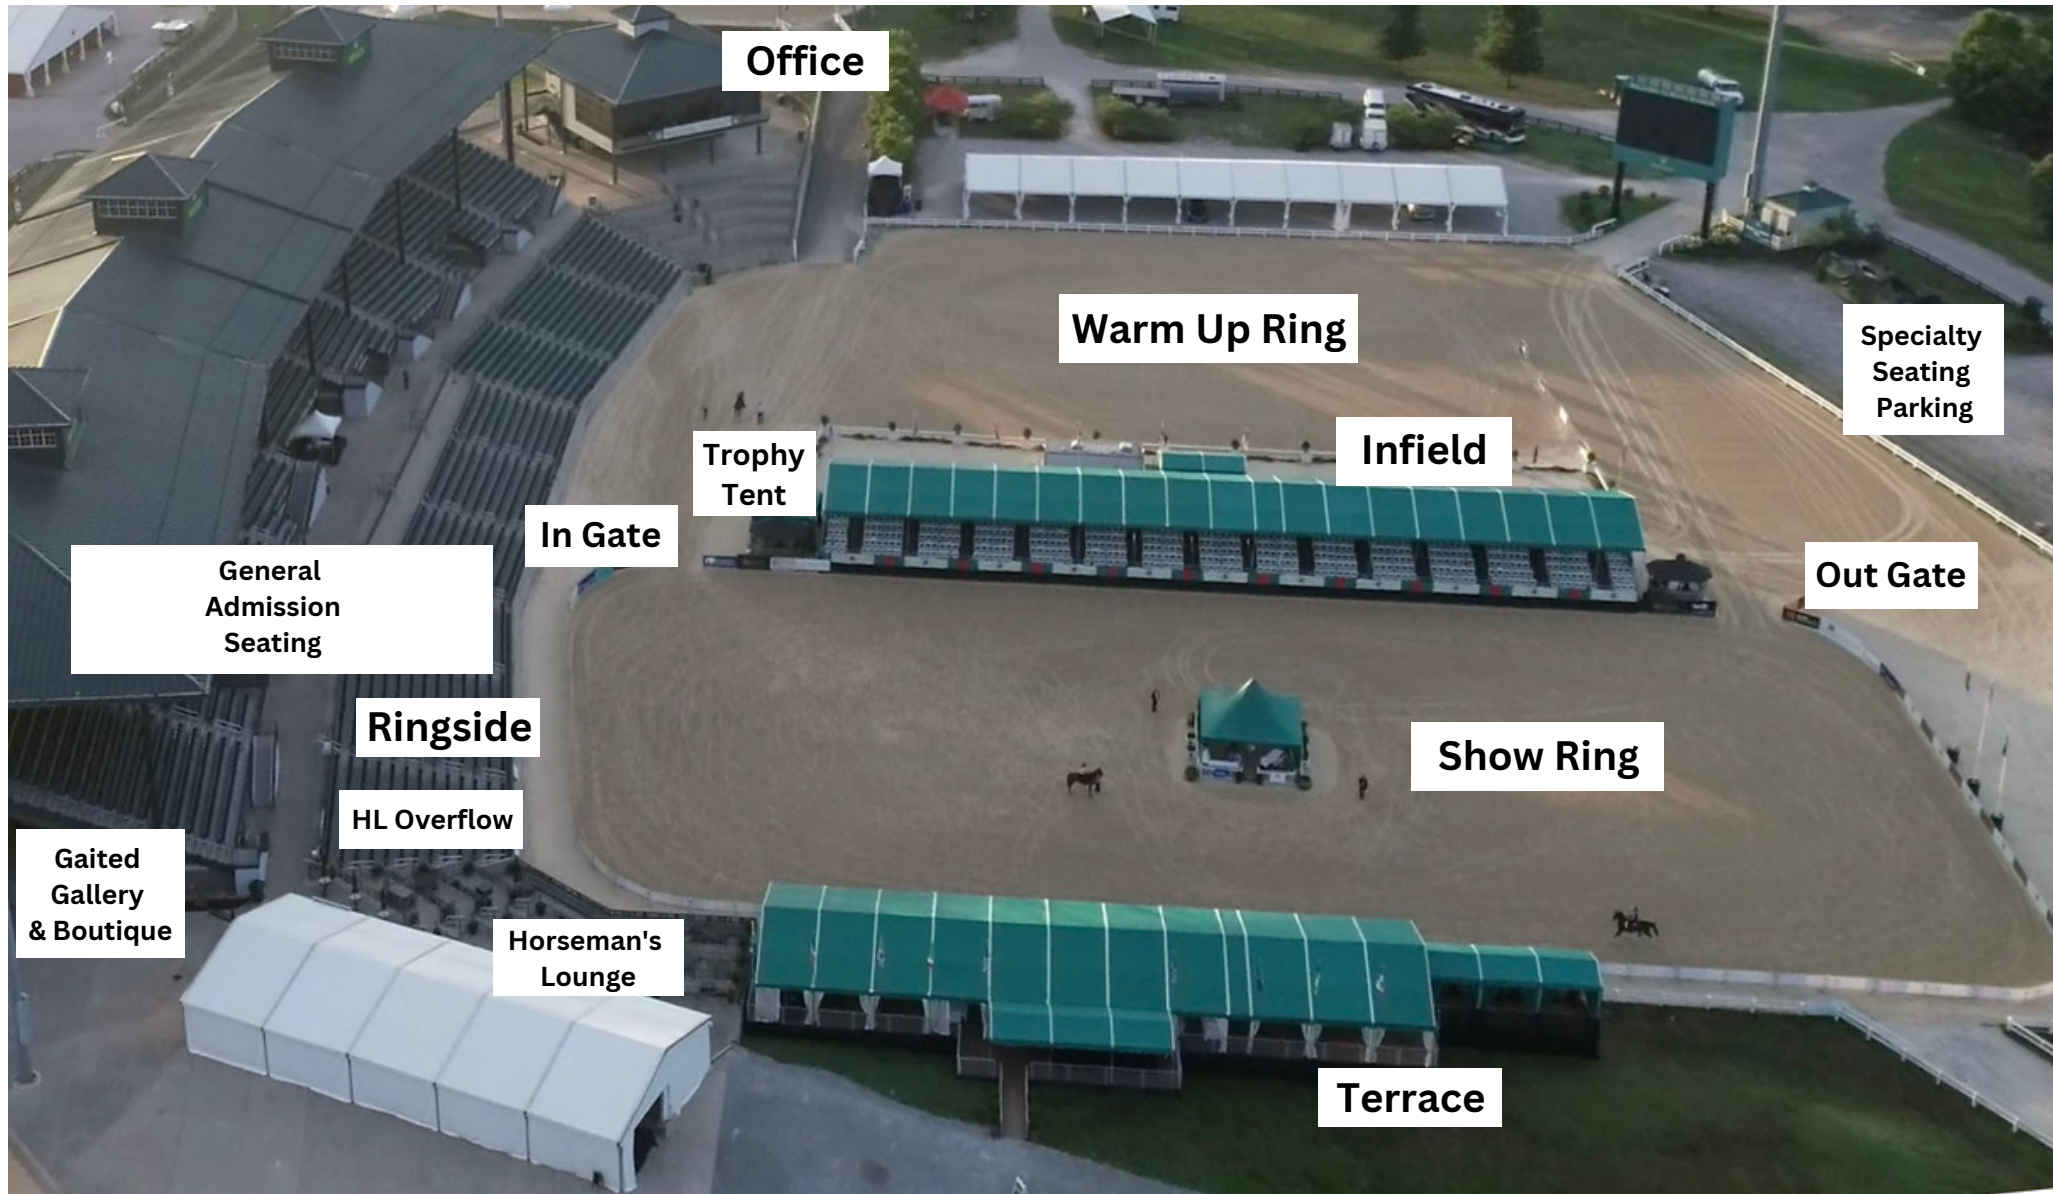 Office
Warm Up Ring
Specialty
Seating
Parking
Infield
Trophy
Tent
In Gate
Out Gate
General
Admission
Seating
Ringside
Show Ring
HL Overflow
Gaited
Gallery
& Boutique
Horseman's
Lounge
Terrace